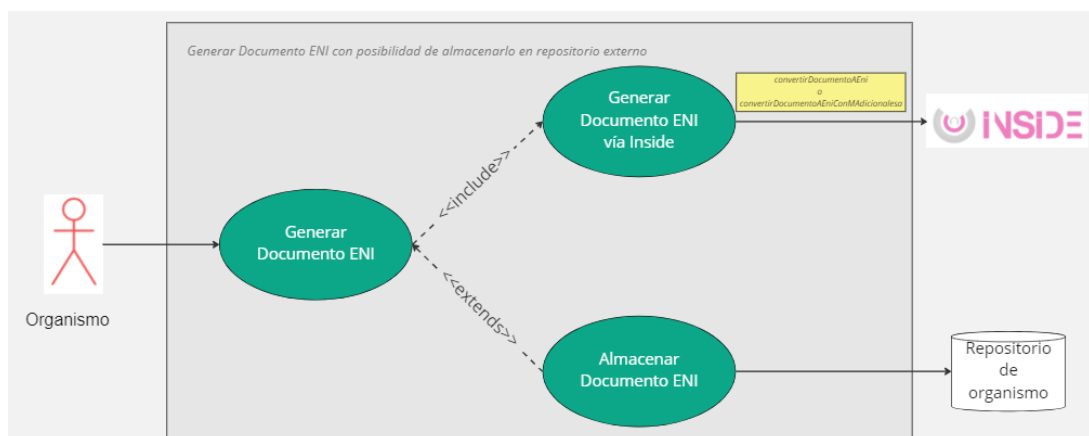 Generar Documento ENI con posibilidad de almacenarlo en repositorio externo
convertirDocumentoAEni
o
convertirDocumentoAEniConMAdicionalesa
Generar
Documento ENI
vía Inside
INSIDE
<<include>>
Generar
Documento ENI
Organismo
<<extends>>
Almacenar
Documento ENI
Repositorio
de
organismo